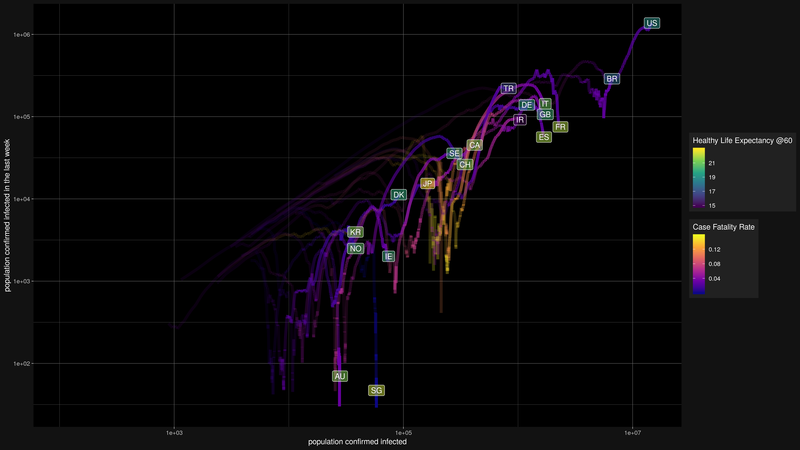 population confirmed infected in the last week
1e+06
1e+05
1e+04
1e+03
1e+02
1e+03
1e+05
1e+07
population confirmed infected
US
BR
TR
DE
IT
GB
IR
FR
ES
CA
SE
CH
JP
DK
KR
NO
IE
AU
SG
Healthy Life Expectancy @60
21
19
17
15
Case Fatality Rate
0.12
0.08
0.04